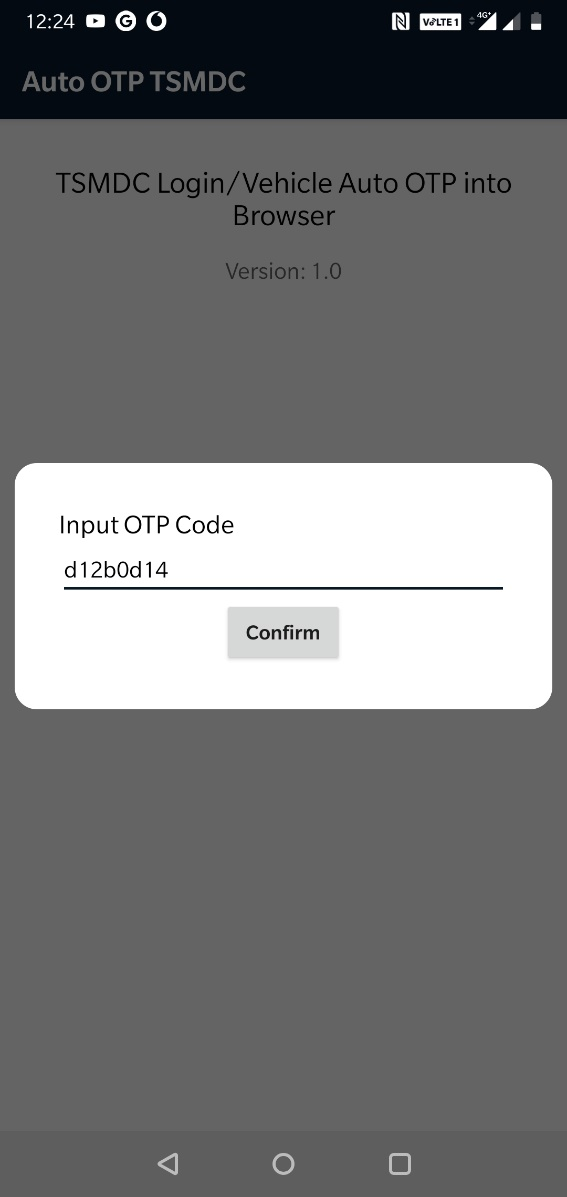 12:24
VoLTE 1 4G+
Auto OTP TSMDC
TSMDC Login/Vehicle Auto OTP into
Browser
Version: 1.0
Input OTP Code
d12b0d14
Confirm